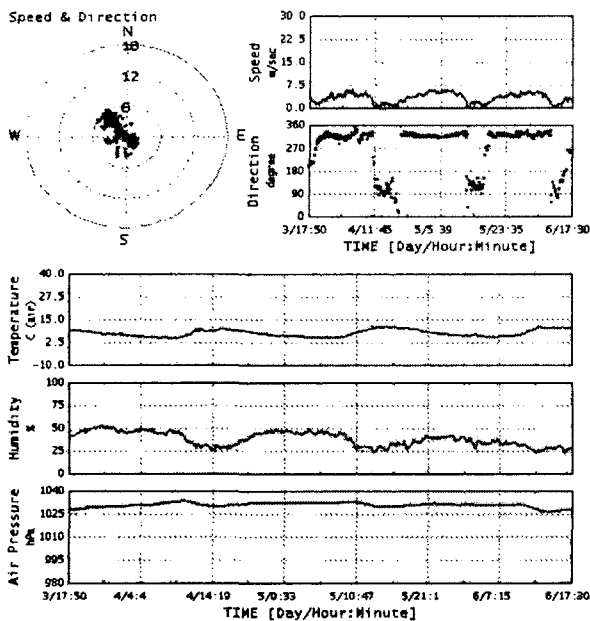 Speed & Direction
N
18
12
6
W
E
S
Speed
m/sec
30.0
22.5
15.0
7.5
0.0
Direction
degree
360
270
180
90
0
3/17:50 4/11:45 5/5:39 5/23:35 6/17:30
TIME [Day/Hour:Minute]
Temperature
C (air)
40.0
27.5
15.0
2.5
-10.0
Humidity
%
100
75
50
25
0
Air Pressure
hPa
1040
1025
1010
995
980
3/17:50 4/4:4 4/14:19 5/0:33 5/10:47 5/21:1 6/7:15 6/17:30
TIME [Day/Hour:Minute]